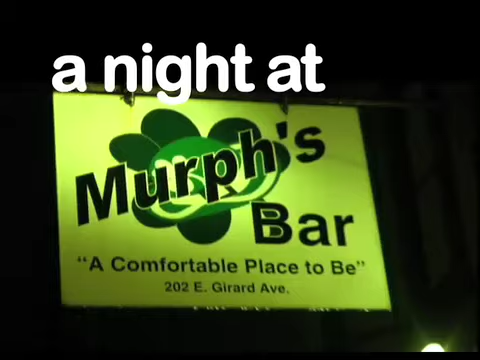 a night at
Murph's
Bar
"A Comfortable Place to Be"
202 E. Girard Ave.